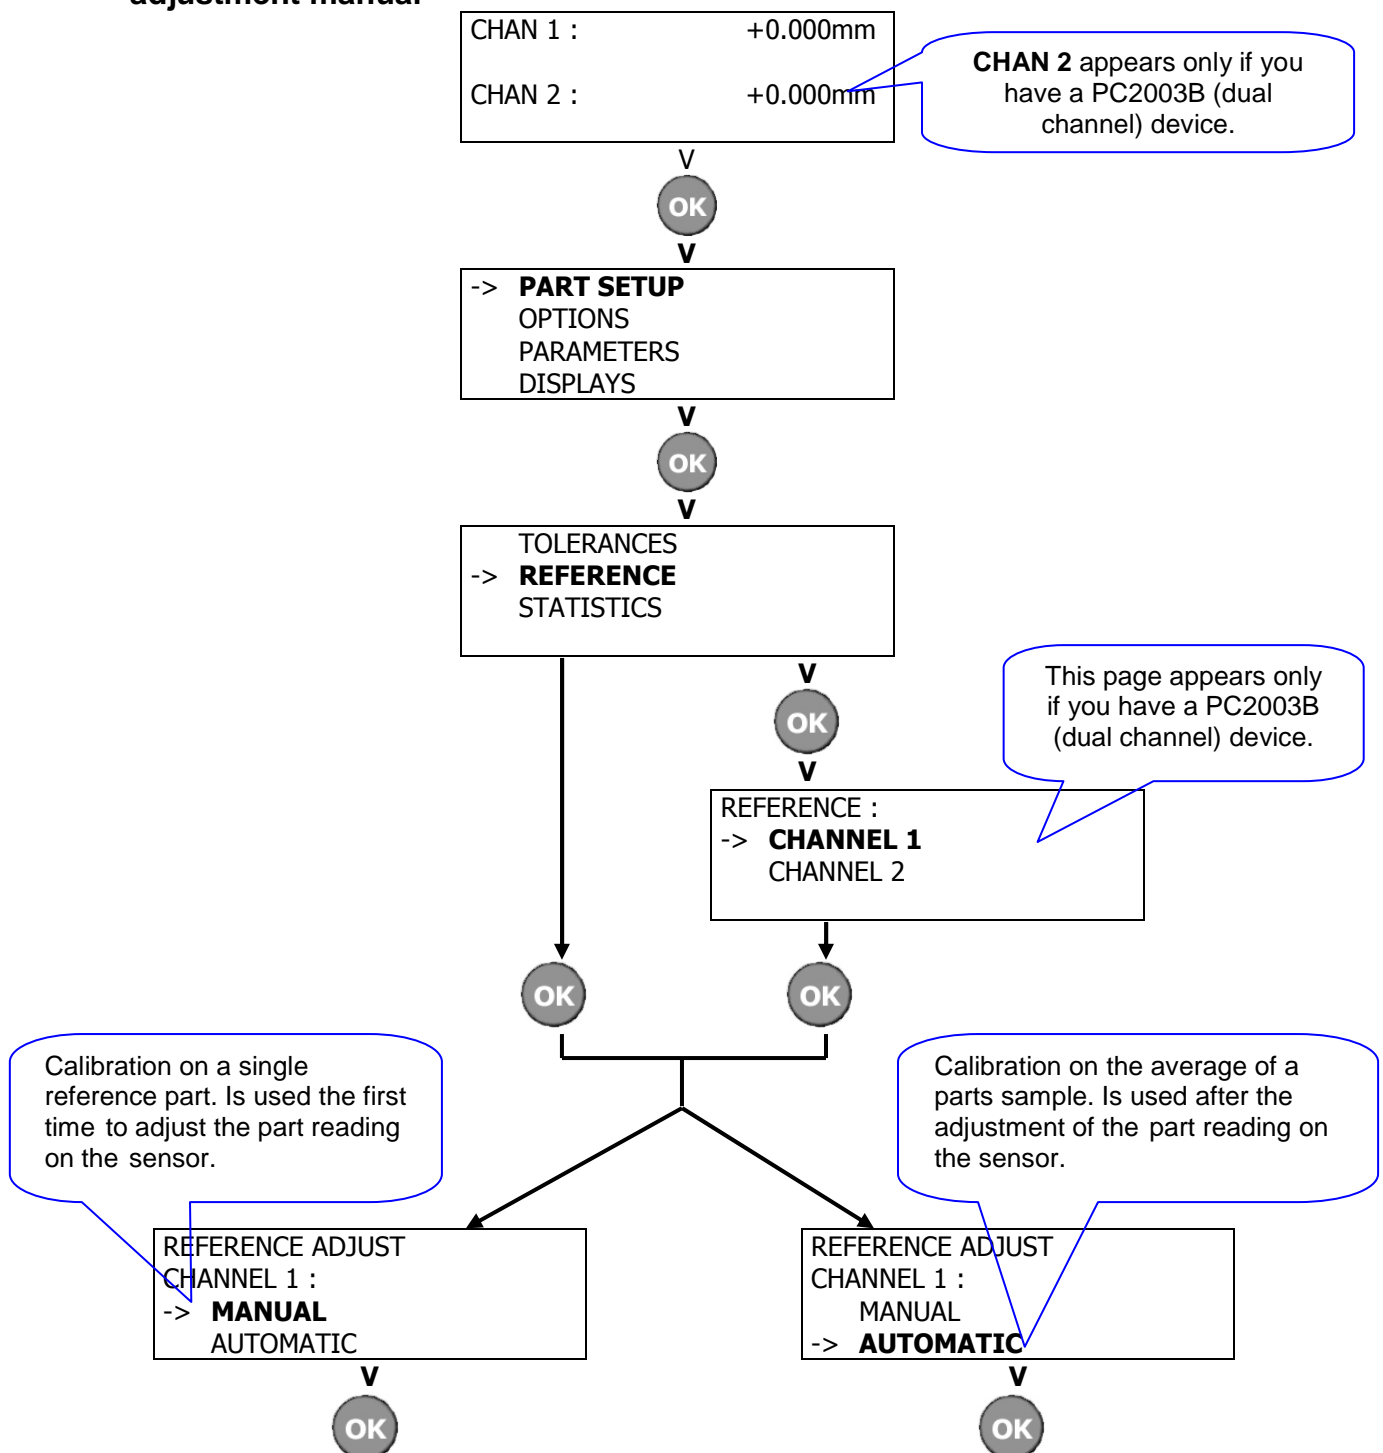 adjustment manual
CHAN 1 : +0.000mm
CHAN 2 : +0.000mm
CHAN 2 appears only if you
have a PC2003B (dual
channel) device.
V
OK
V
-> PART SETUP
OPTIONS
PARAMETERS
DISPLAYS
V
OK
V
TOLERANCES
-> REFERENCE
STATISTICS
V
OK
V
This page appears only
if you have a PC2003B
(dual channel) device.
REFERENCE :
-> CHANNEL 1
CHANNEL 2
OK
OK
Calibration on a single
reference part. Is used the first
time to adjust the part reading
on the sensor.
Calibration on the average of a
parts sample. Is used after the
adjustment of the part reading on
the sensor.
REFERENCE ADJUST
CHANNEL 1 :
-> MANUAL
AUTOMATIC
V
OK
REFERENCE ADJUST
CHANNEL 1 :
MANUAL
-> AUTOMATIC
V
OK